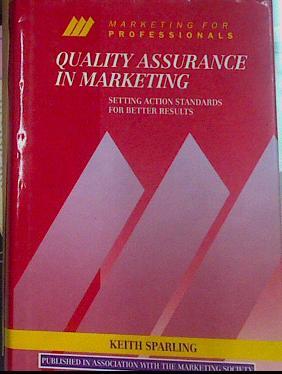 MARKETING FOR
PROFESSIONALS
QUALITY ASSURANCE
IN MARKETING
SETTING ACTION STANDARDS
FOR BETTER RESULTS
KEITH SPARLING
PUBLISHED IN ASSOCIATION WITH THE MARKETING SOCIETY